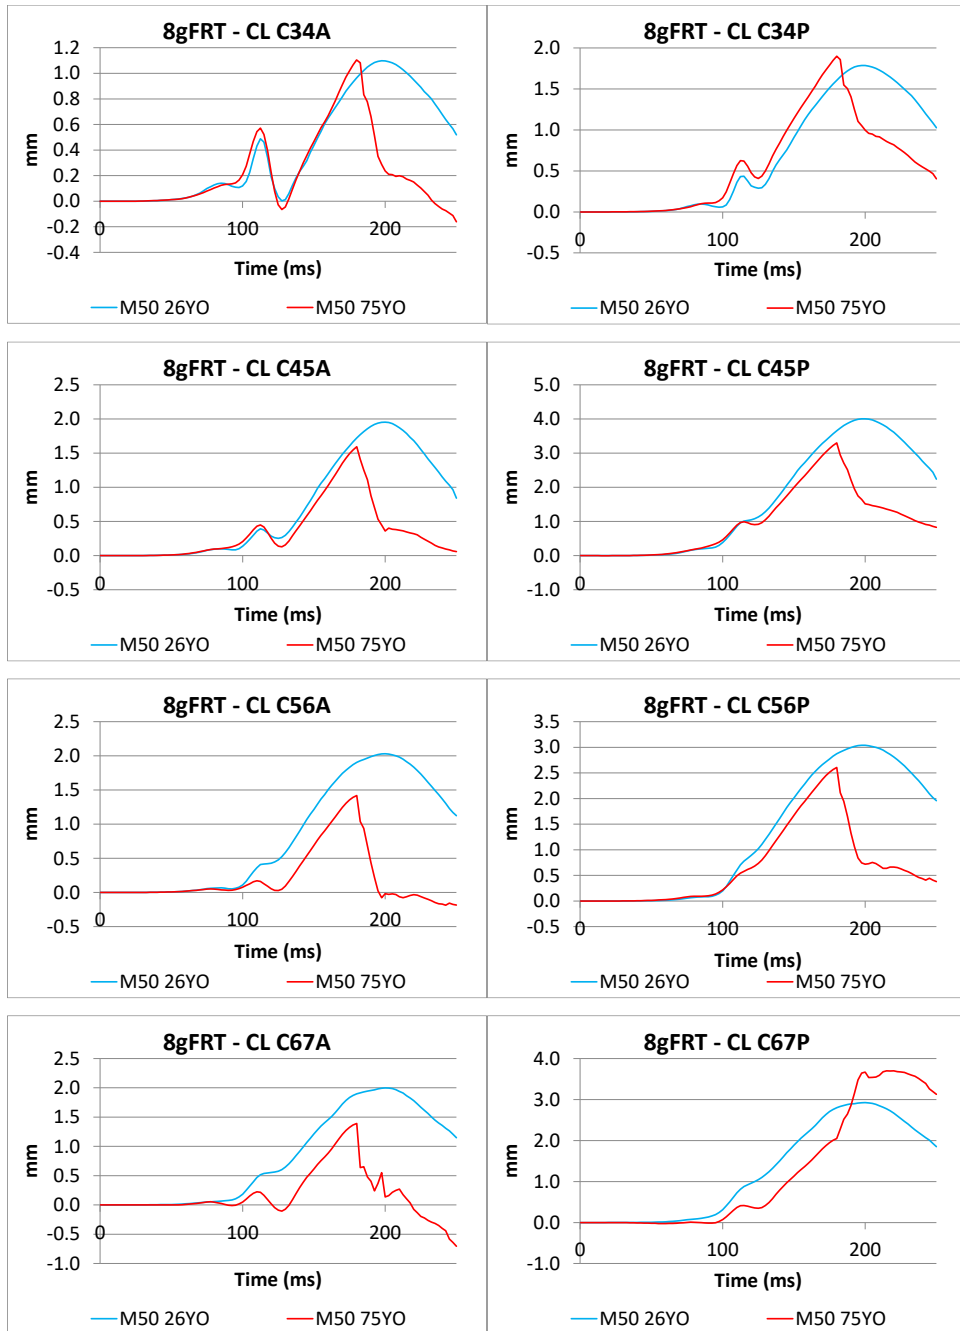 8gFRT - CL C34A
1.2
1.0
0.8
0.6
0.4
0.2
0.0
-0.2
-0.4
0 100 200
mm
Time (ms)
M50 26YO M50 75YO
8gFRT - CL C34P
2.0
1.5
1.0
0.5
0.0
-0.5
0 100 200
mm
Time (ms)
M50 26YO M50 75YO
8gFRT - CL C45A
2.5
2.0
1.5
1.0
0.5
0.0
-0.5
0 100 200
mm
Time (ms)
M50 26YO M50 75YO
8gFRT - CL C45P
5.0
4.0
3.0
2.0
1.0
0.0
-1.0
0 100 200
mm
Time (ms)
M50 26YO M50 75YO
8gFRT - CL C56A
2.5
2.0
1.5
1.0
0.5
0.0
-0.5
0 100 200
mm
Time (ms)
M50 26YO M50 75YO
8gFRT - CL C56P
3.5
3.0
2.5
2.0
1.5
1.0
0.5
0.0
-0.5
0 100 200
mm
Time (ms)
M50 26YO M50 75YO
8gFRT - CL C67A
2.5
2.0
1.5
1.0
0.5
0.0
-0.5
-1.0
0 100 200
mm
Time (ms)
M50 26YO M50 75YO
8gFRT - CL C67P
4.0
3.0
2.0
1.0
0.0
-1.0
0 100 200
mm
Time (ms)
M50 26YO M50 75YO